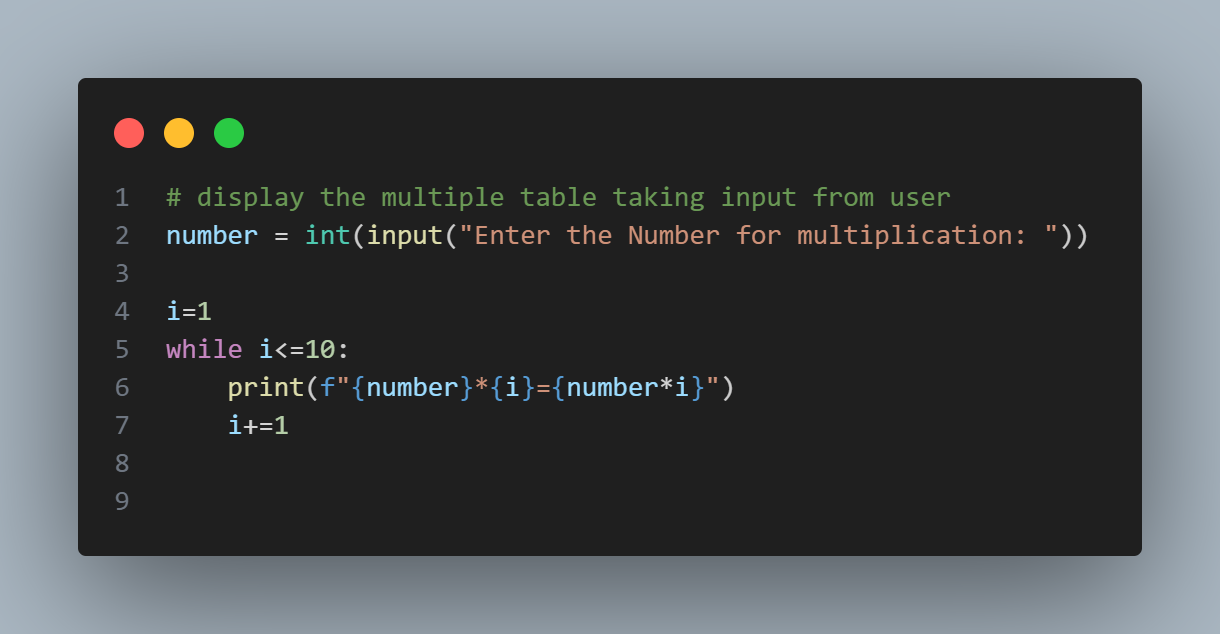 1 # display the multiple table taking input from user
2 number = int(input("Enter the Number for multiplication: "))
3
4 i=1
5 while i<=10:
6     print(f"{number}*{i}={number*i}")
7     i+=1
8
9